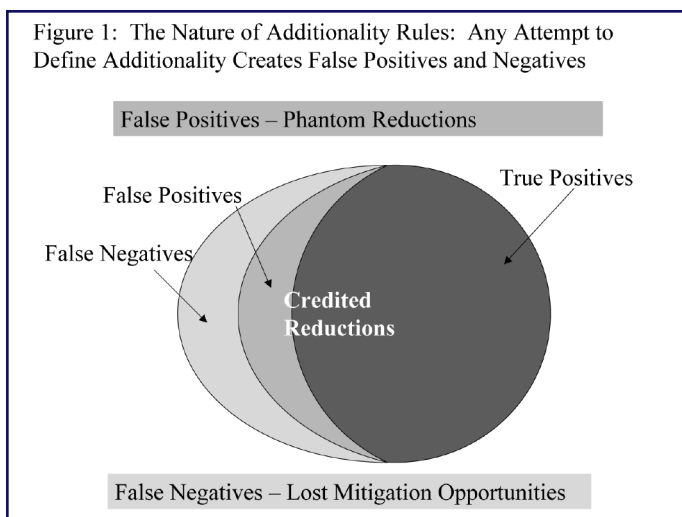 Figure 1:  The Nature of Additionality Rules:  Any Attempt to
Define Additionality Creates False Positives and Negatives
False Positives – Phantom Reductions
True Positives
False Positives
False Negatives
Credited
Reductions
False Negatives – Lost Mitigation Opportunities